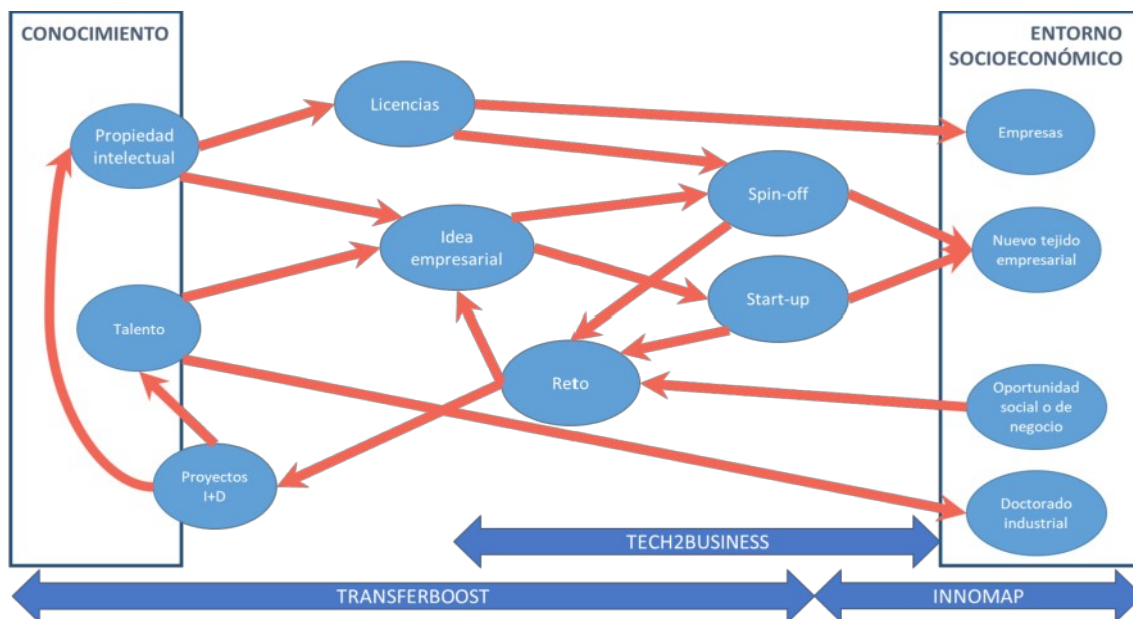 CONOCIMIENTO
ENTORNO
SOCIOECONÓMICO
Licencias
Propiedad
intelectual
Empresas
Spin-off
Idea
empresarial
Nuevo tejido
empresarial
Start-up
Talento
Reto
Oportunidad
social o de
negocio
Proyectos
I+D
Doctorado
industrial
TECH2BUSINESS
TRANSFERBOOST
INNOMAP